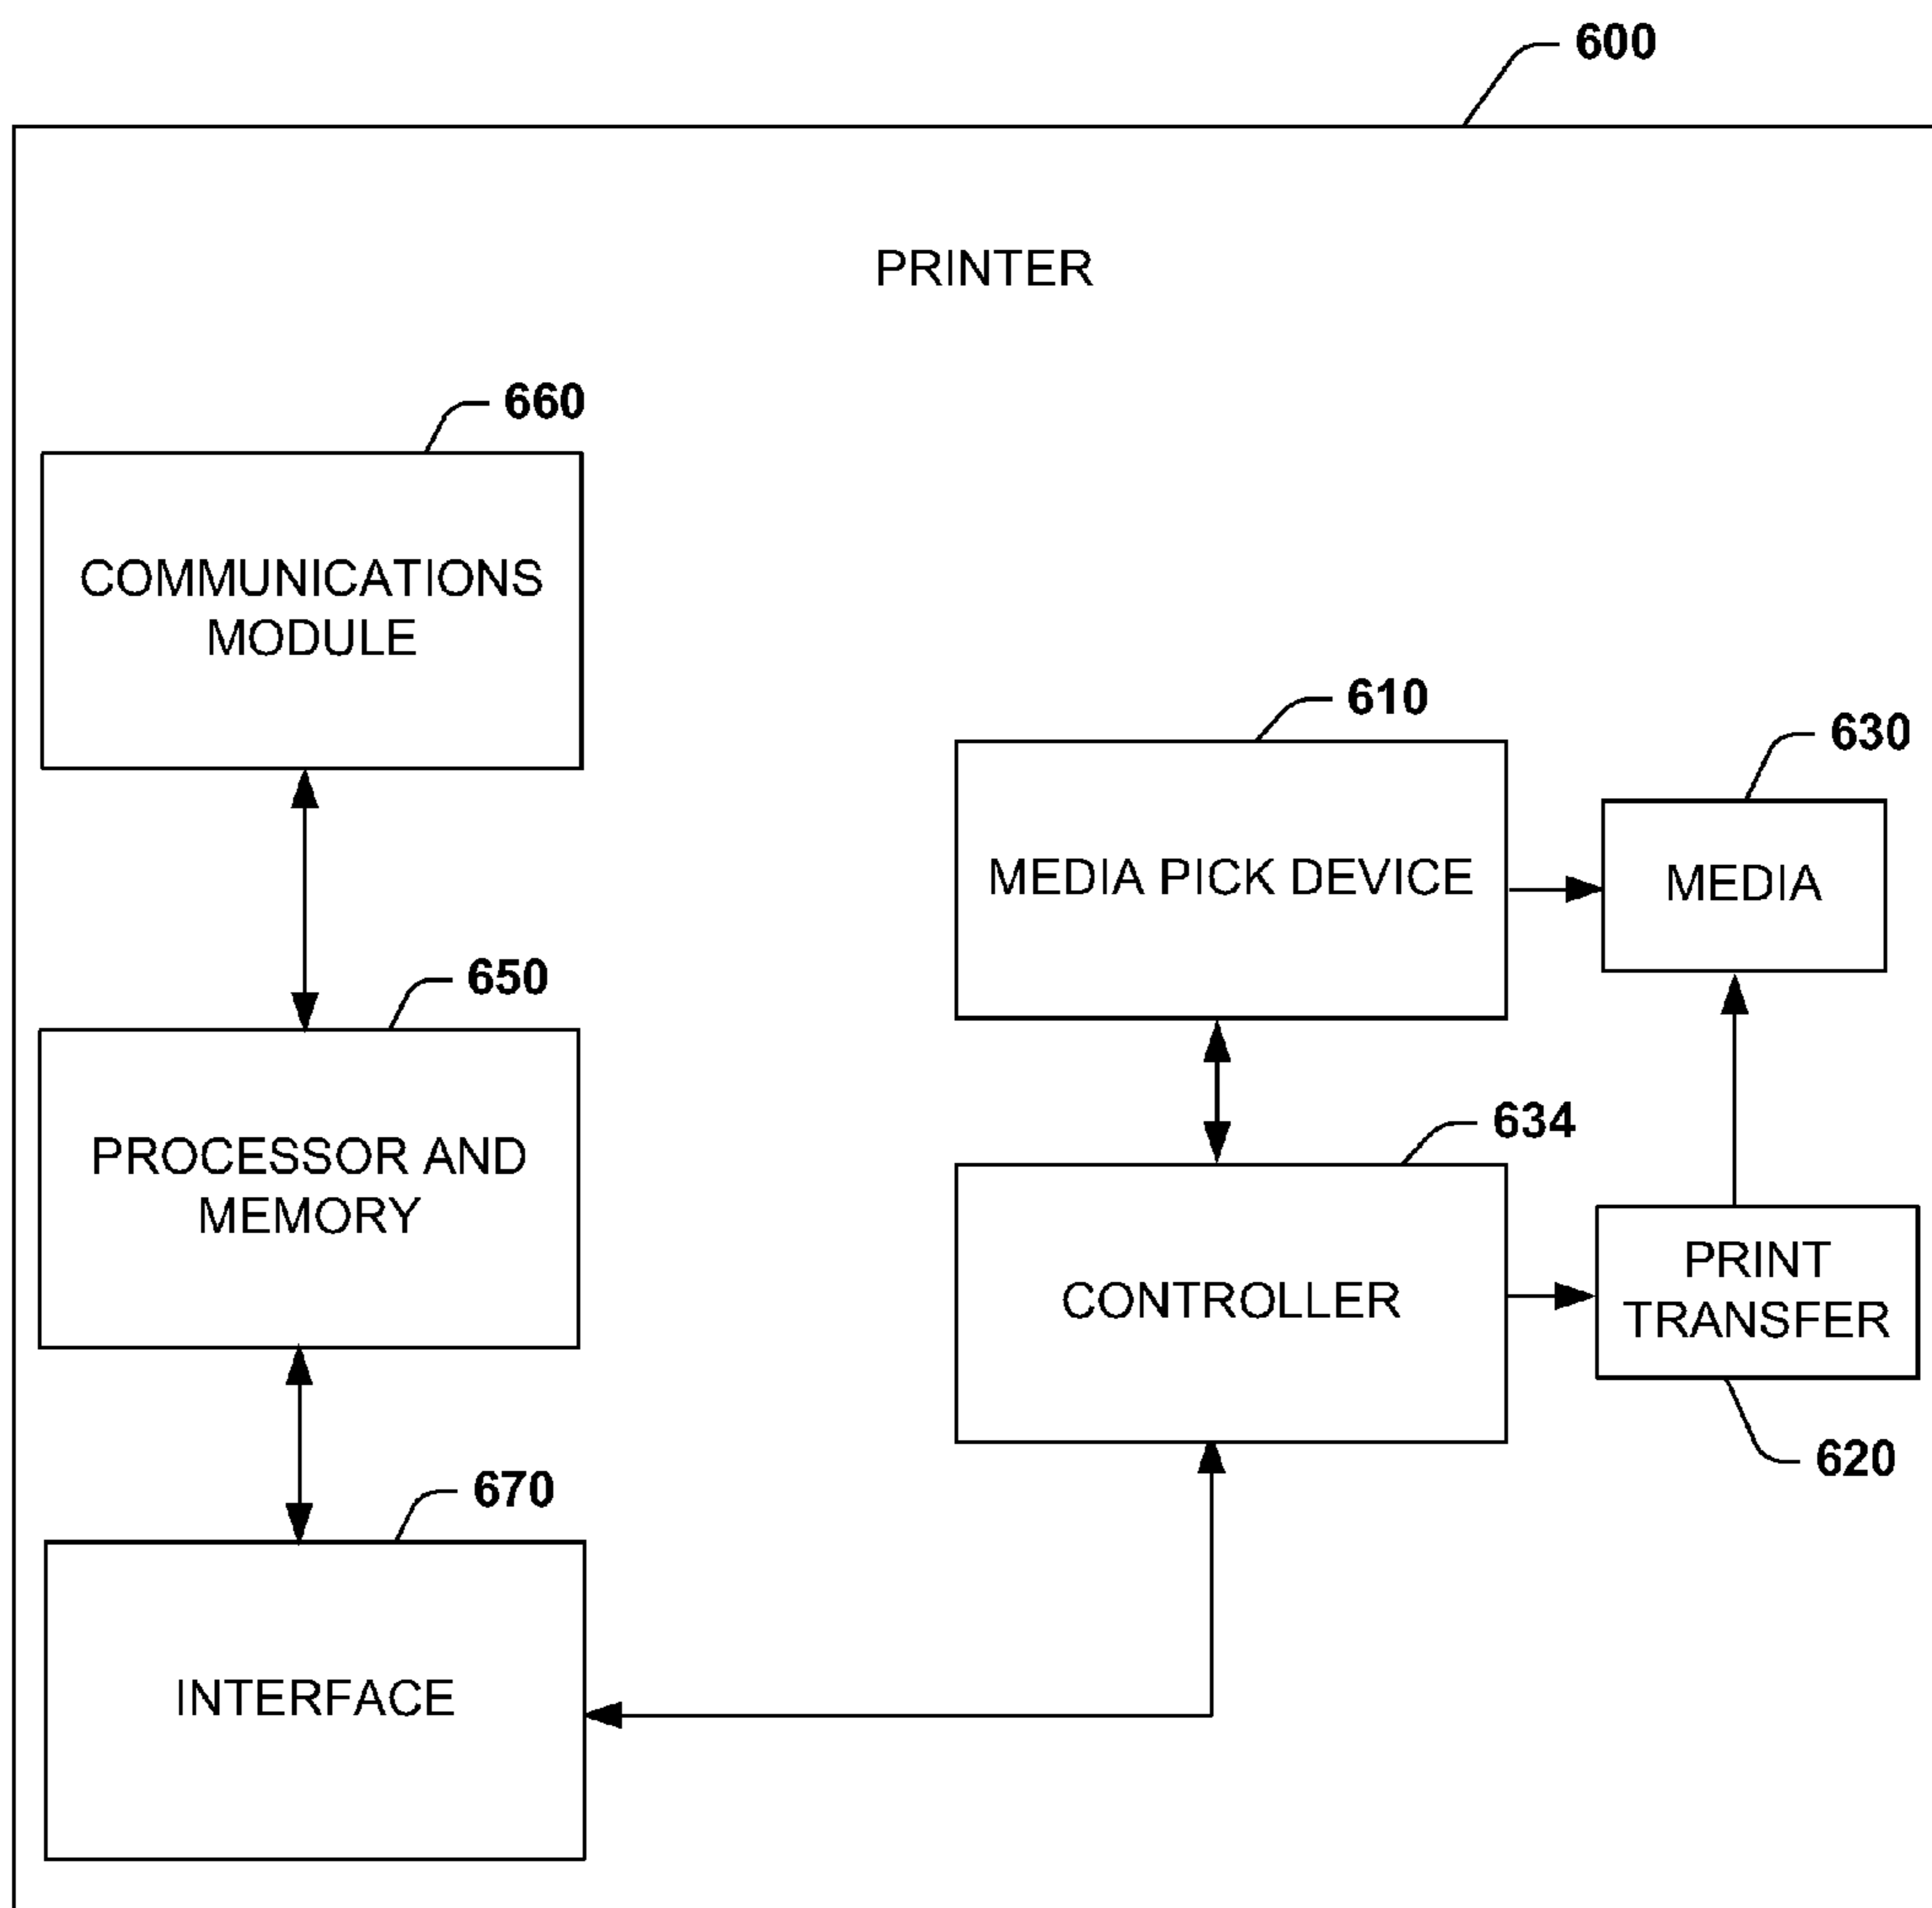 600
PRINTER
660
COMMUNICATIONS
MODULE
610
630
MEDIA PICK DEVICE
MEDIA
650
PROCESSOR AND
MEMORY
634
CONTROLLER
PRINT
TRANSFER
620
670
INTERFACE